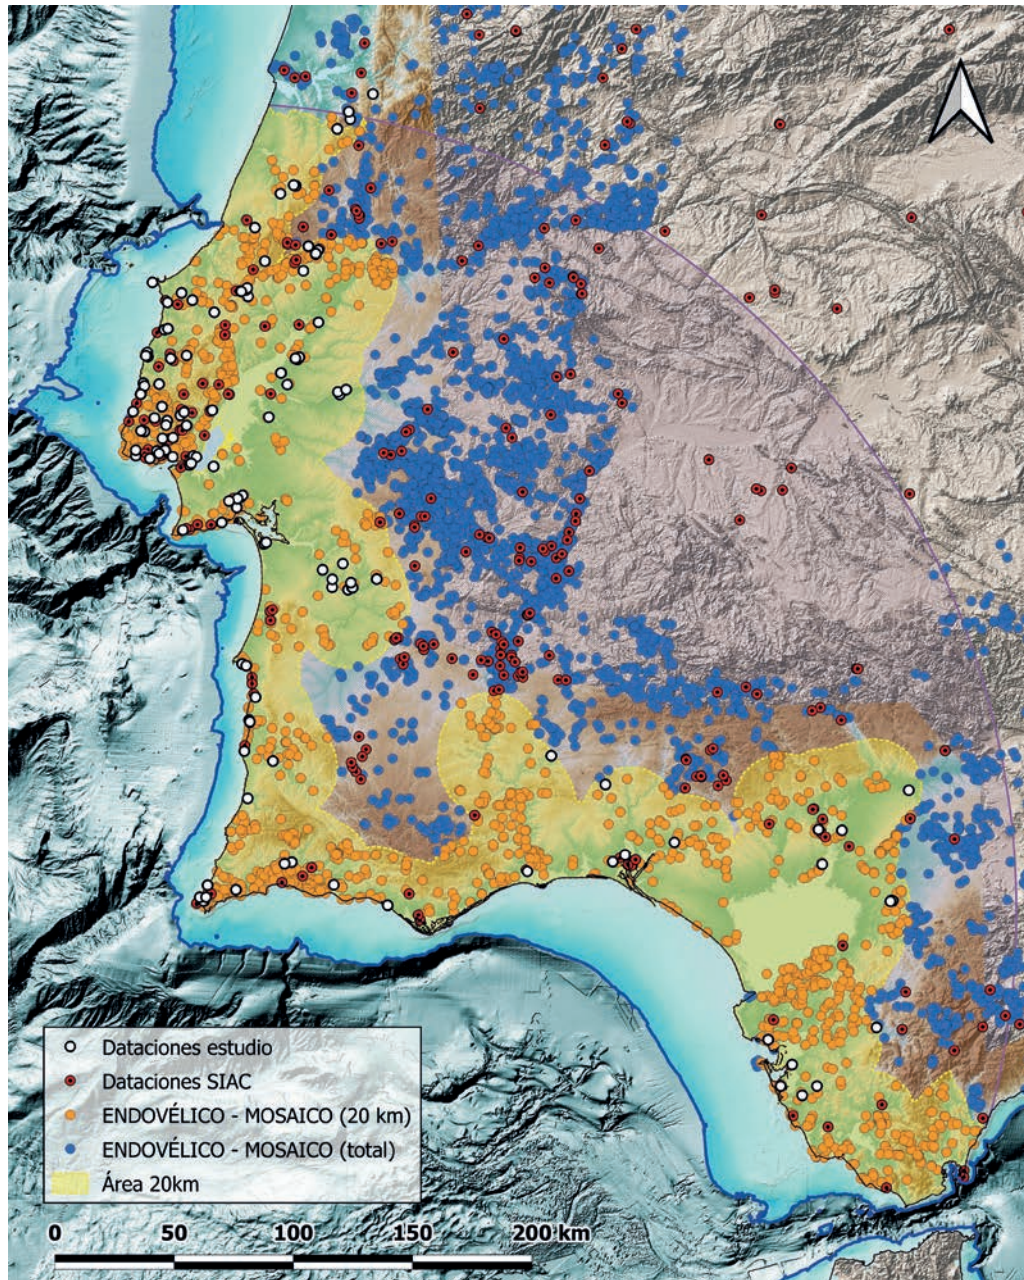 Dataciones estudio
Dataciones SIAC
ENDOVÉLICO - MOSAICO (20 km)
ENDOVÉLICO - MOSAICO (total)
Área 20km
0 50 100 150 200 km